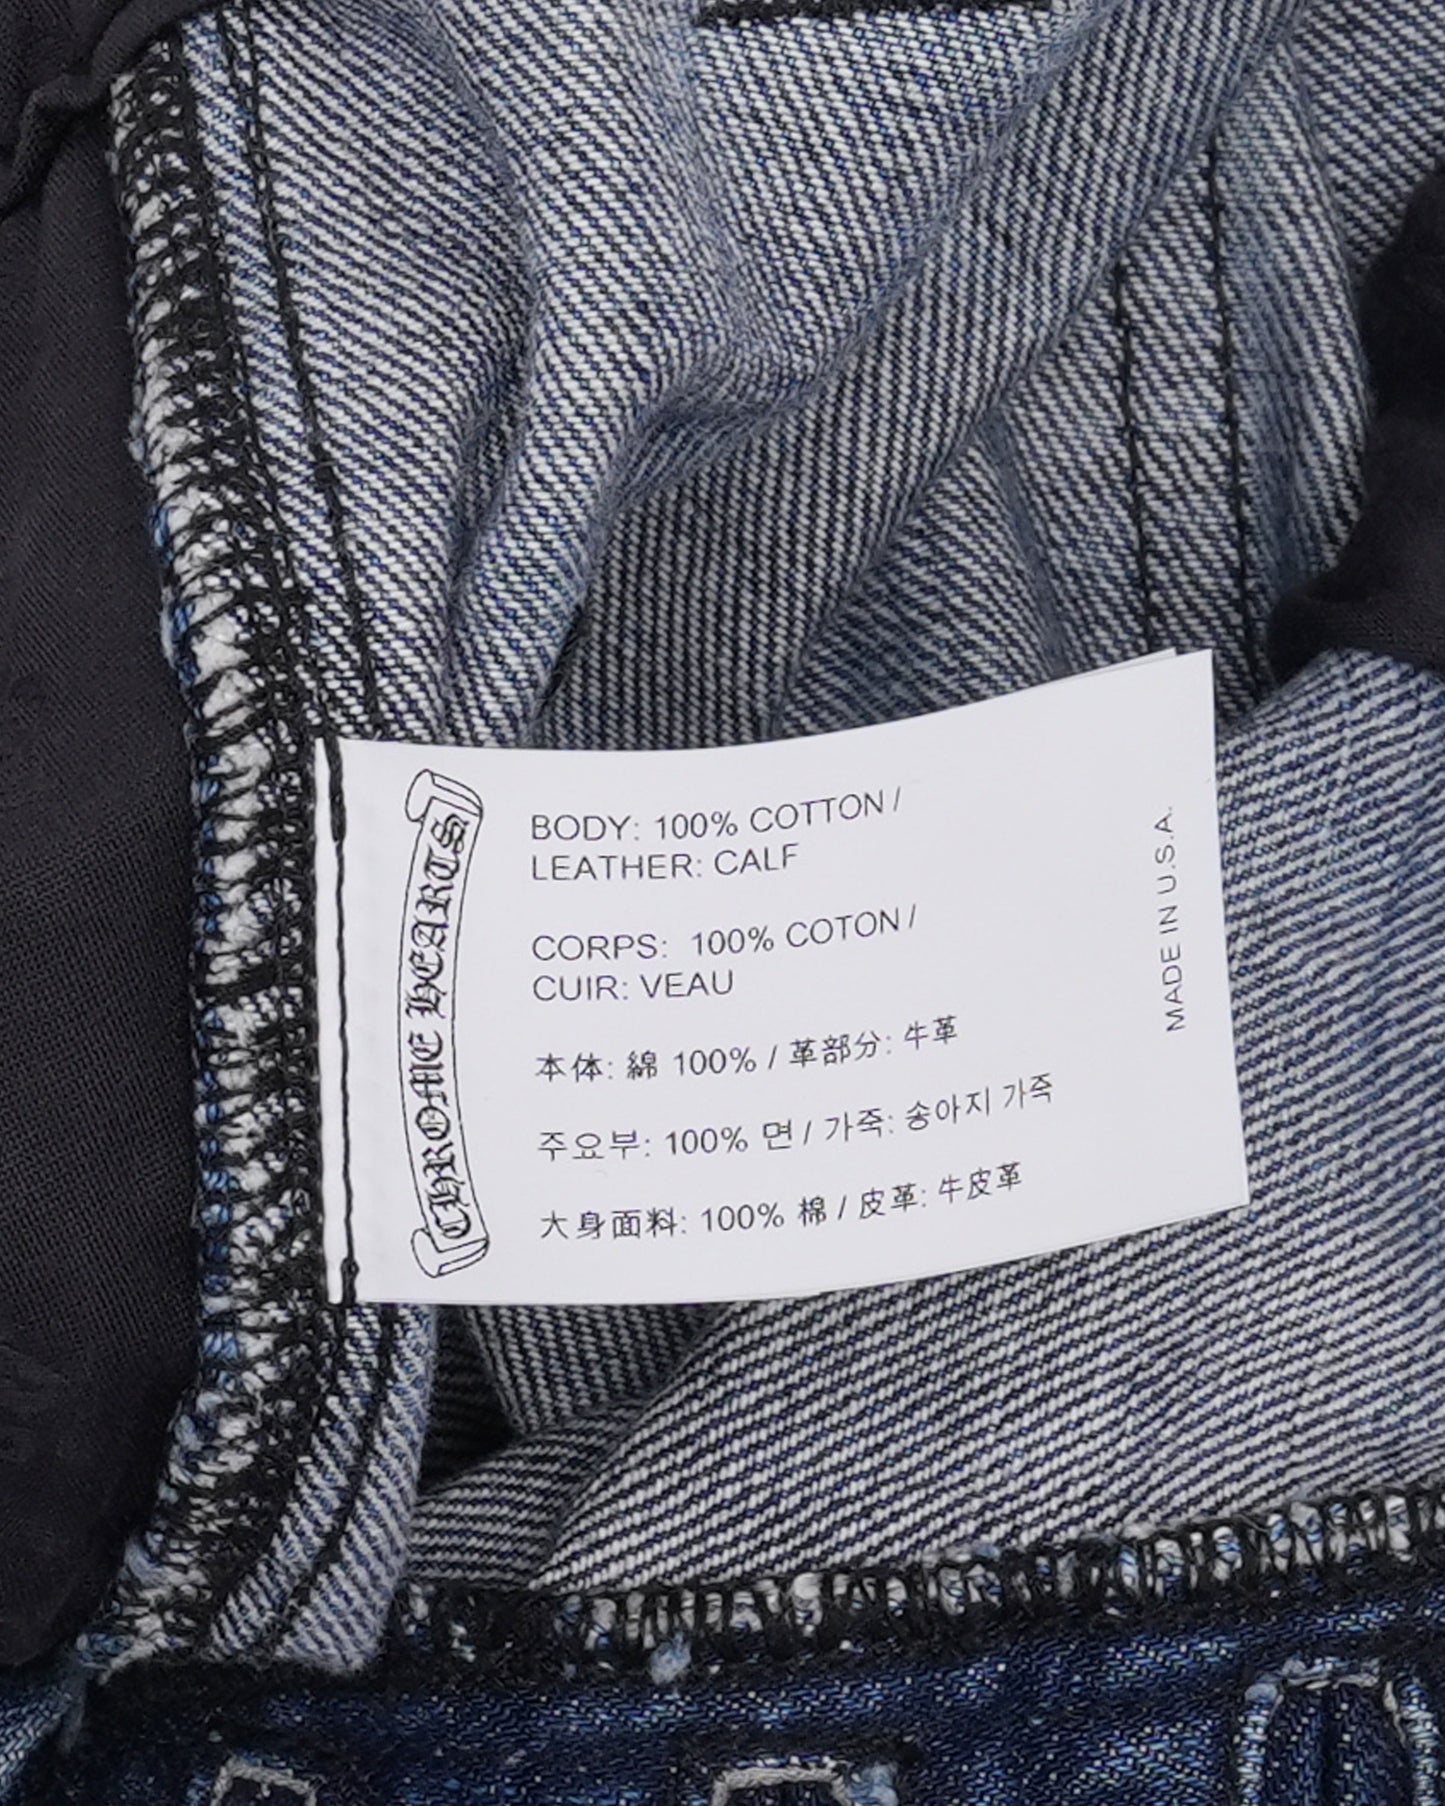 CHROME HEARTS
BODY: 100% COTTON /
LEATHER: CALF
CORPS: 100% COTON /
CUIR: VEAU
本体: 綿 100% / 革部分: 牛革
주요부: 100% 면 / 가죽: 송아지 가죽
大身面料: 100% 棉 / 皮革: 牛皮革
MADE IN U.S.A.